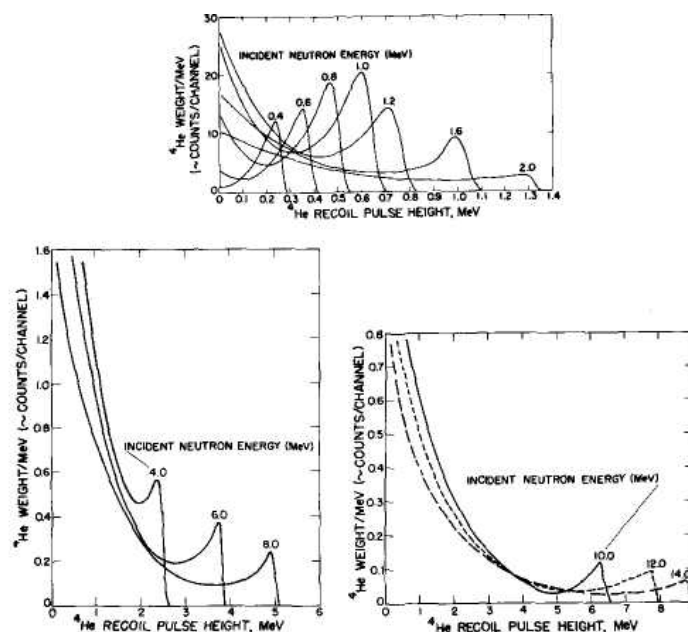 30
20
10
0
⁴He WEIGHT/MeV
(~COUNTS/CHANNEL)
INCIDENT NEUTRON ENERGY (MeV)
0.4
0.6
0.8
1.0
1.2
1.6
2.0
0 0.1 0.2 0.3 0.4 0.5 0.6 0.7 0.8 0.9 1.0 1.1 1.2 1.3 1.4
⁴He RECOIL PULSE HEIGHT, MeV
1.6
1.4
1.2
1.0
0.8
0.6
0.4
0.2
0
⁴He WEIGHT/MeV (~COUNTS/CHANNEL)
INCIDENT NEUTRON ENERGY (MeV)
4.0
6.0
8.0
0 1 2 3 4 5 6
⁴He RECOIL PULSE HEIGHT, MeV
0.8
0.7
0.6
0.5
0.4
0.3
0.2
0.1
0
⁴He WEIGHT/MeV (~COUNTS/CHANNEL)
INCIDENT NEUTRON ENERGY (MeV)
10.0
12.0
14.0
0 1 2 3 4 5 6 7 8
⁴He RECOIL PULSE HEIGHT, MeV